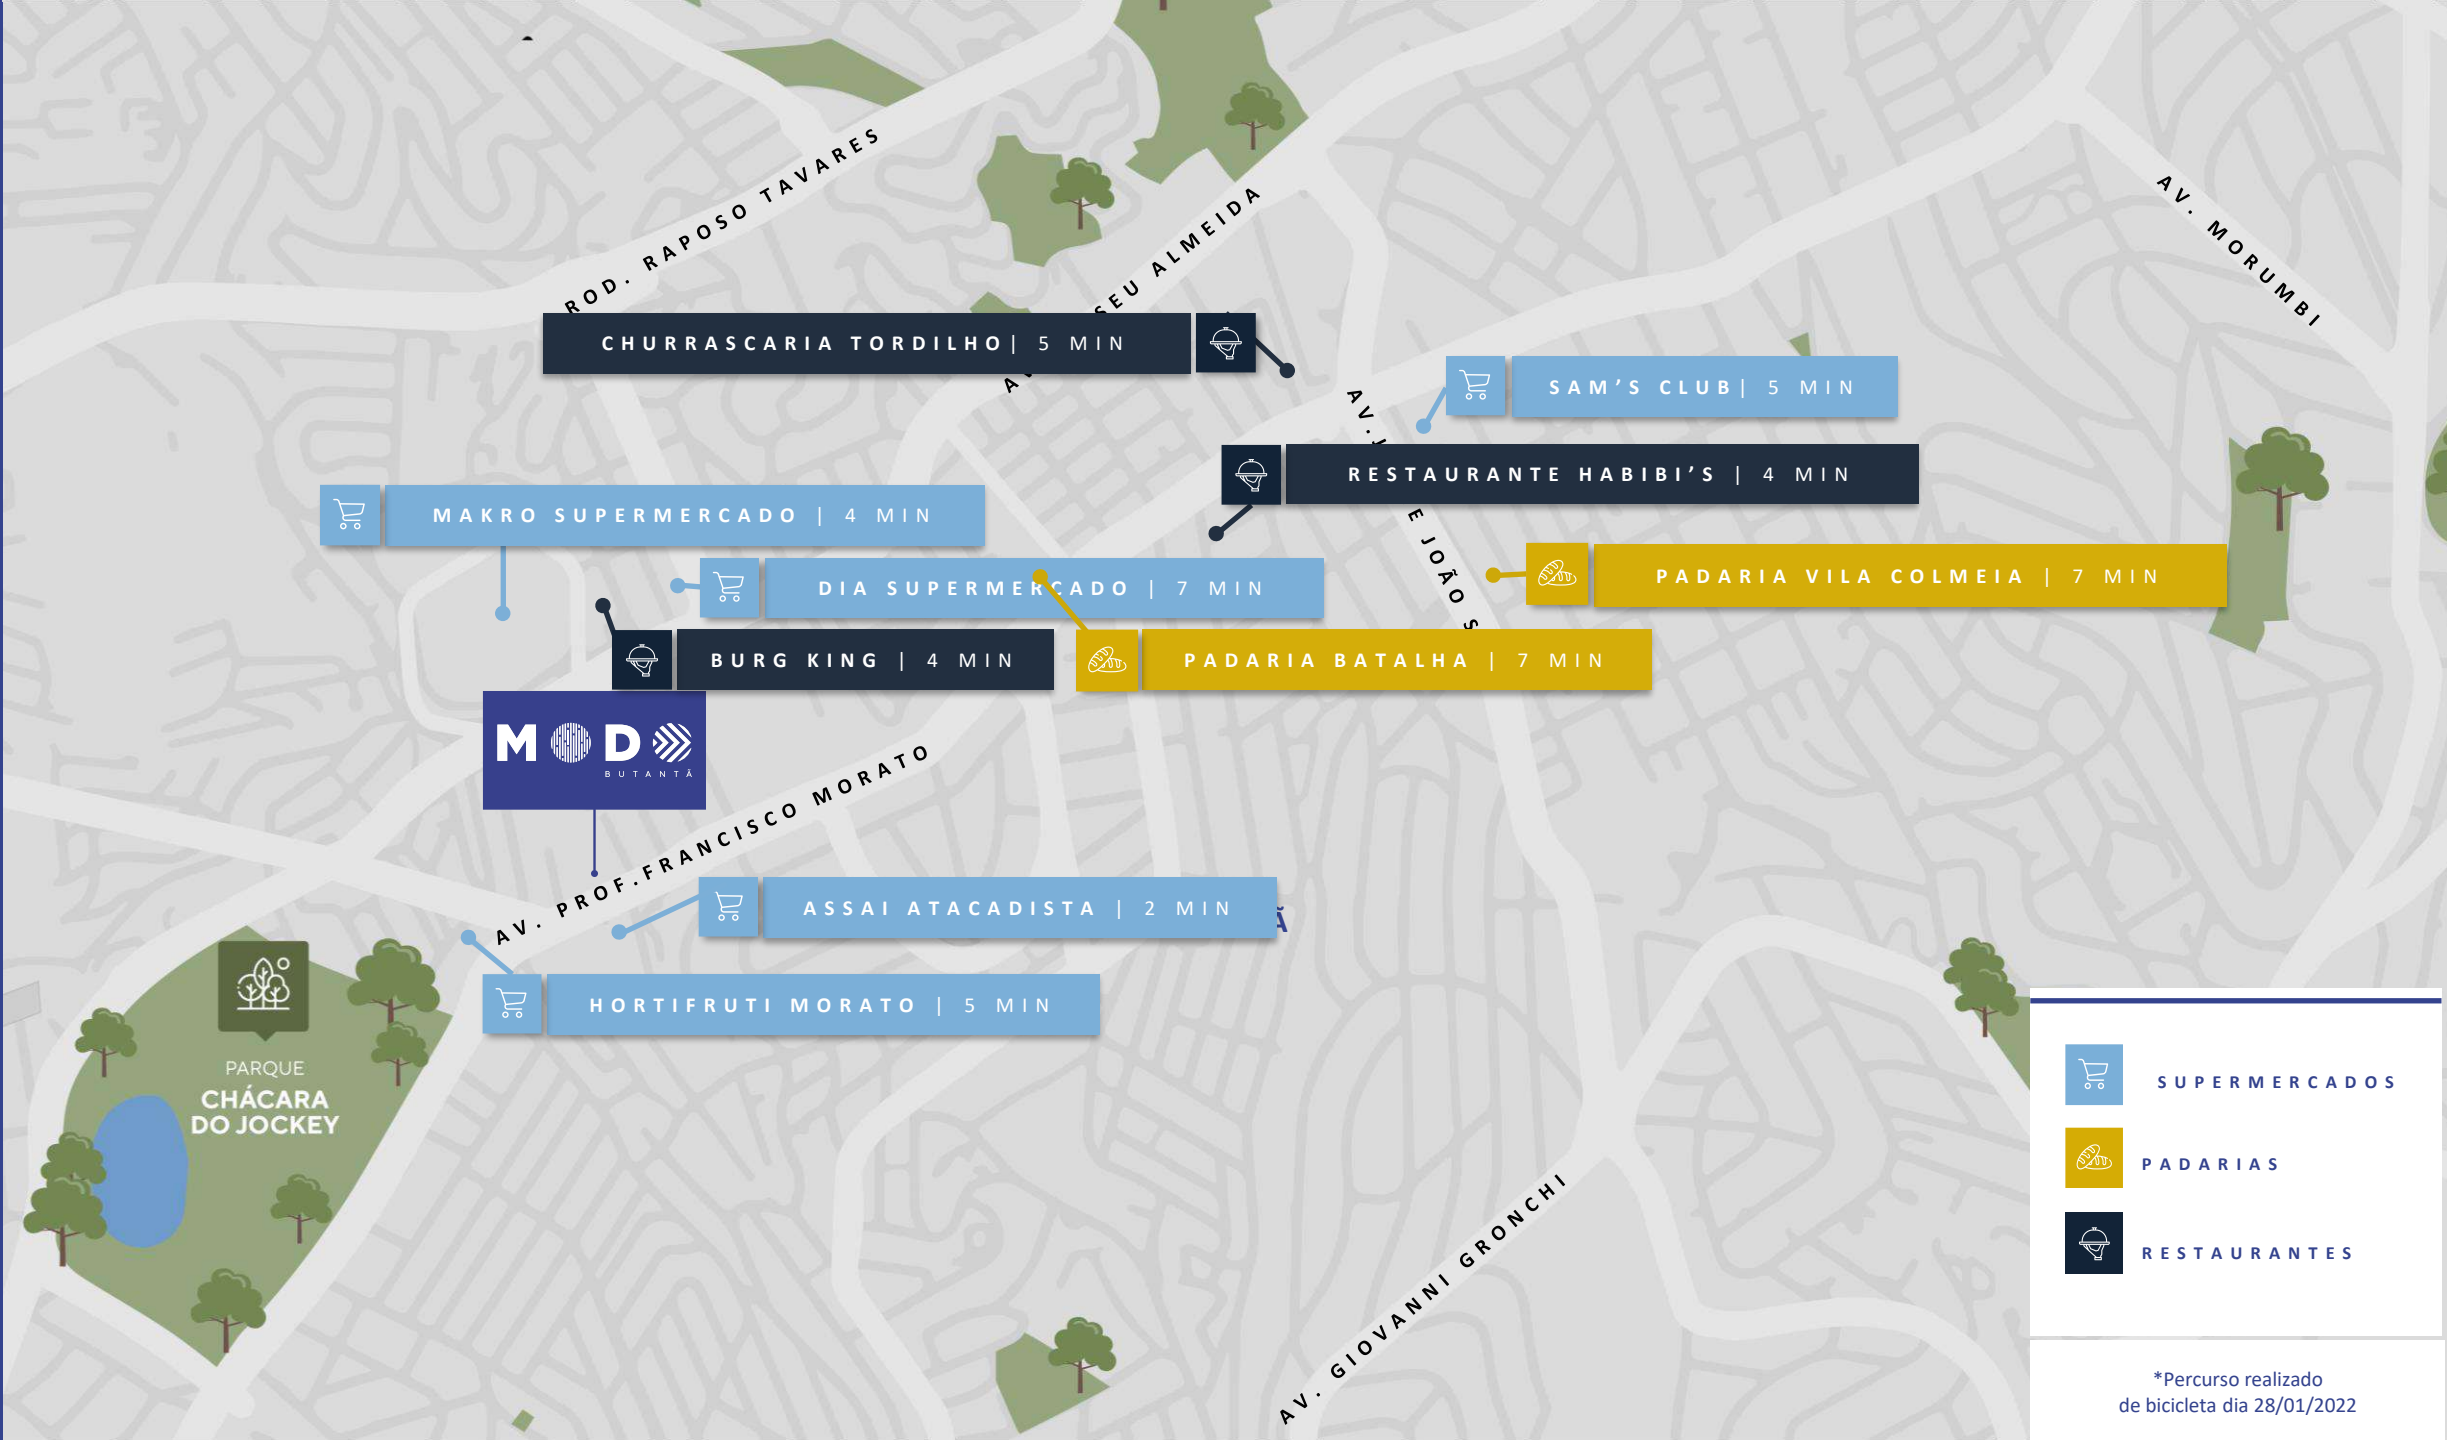 ROD. RAPOSO TAVARES
SEU ALMEIDA
AV. MORUMBI
CHURRASCARIA TORDILHO| 5 MIN
SAM'S CLUB| 5 MIN
AV.
RESTAURANTE HABIBI'S | 4 MIN
MAKRO SUPERMERCADO | 4 MIN
E JOÃO S
DIA SUPERMERCADO | 7 MIN
PADARIA VILA COLMEIA | 7 MIN
BURG KING | 4 MIN
PADARIA BATALHA | 7 MIN
MODO
BUTANTÃ
AV. PROF.FRANCISCO MORATO
ASSAI ATACADISTA | 2 MIN
Ã
HORTIFRUTI MORATO | 5 MIN
PARQUE
CHÁCARA
DO JOCKEY
AV. GIOVANNI GRONCHI
SUPERMERCADOS
PADARIAS
RESTAURANTES
*Percurso realizado
de bicicleta dia 28/01/2022